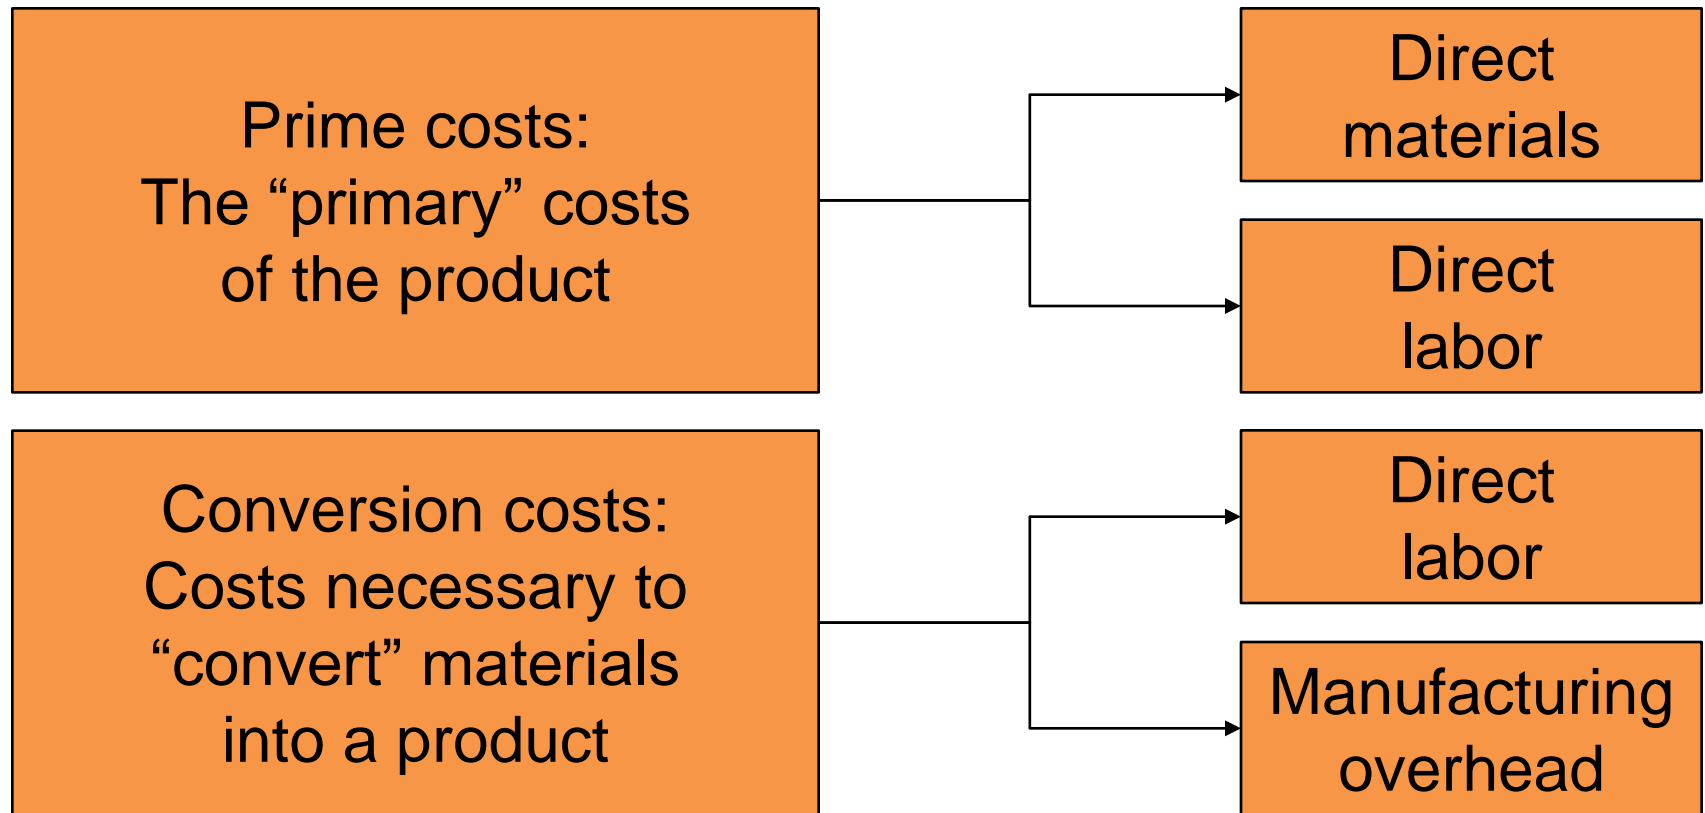 Prime costs:
The “primary” costs
of the product
Direct
materials
Direct
labor
Conversion costs:
Costs necessary to
“convert” materials
into a product
Direct
labor
Manufacturing
overhead